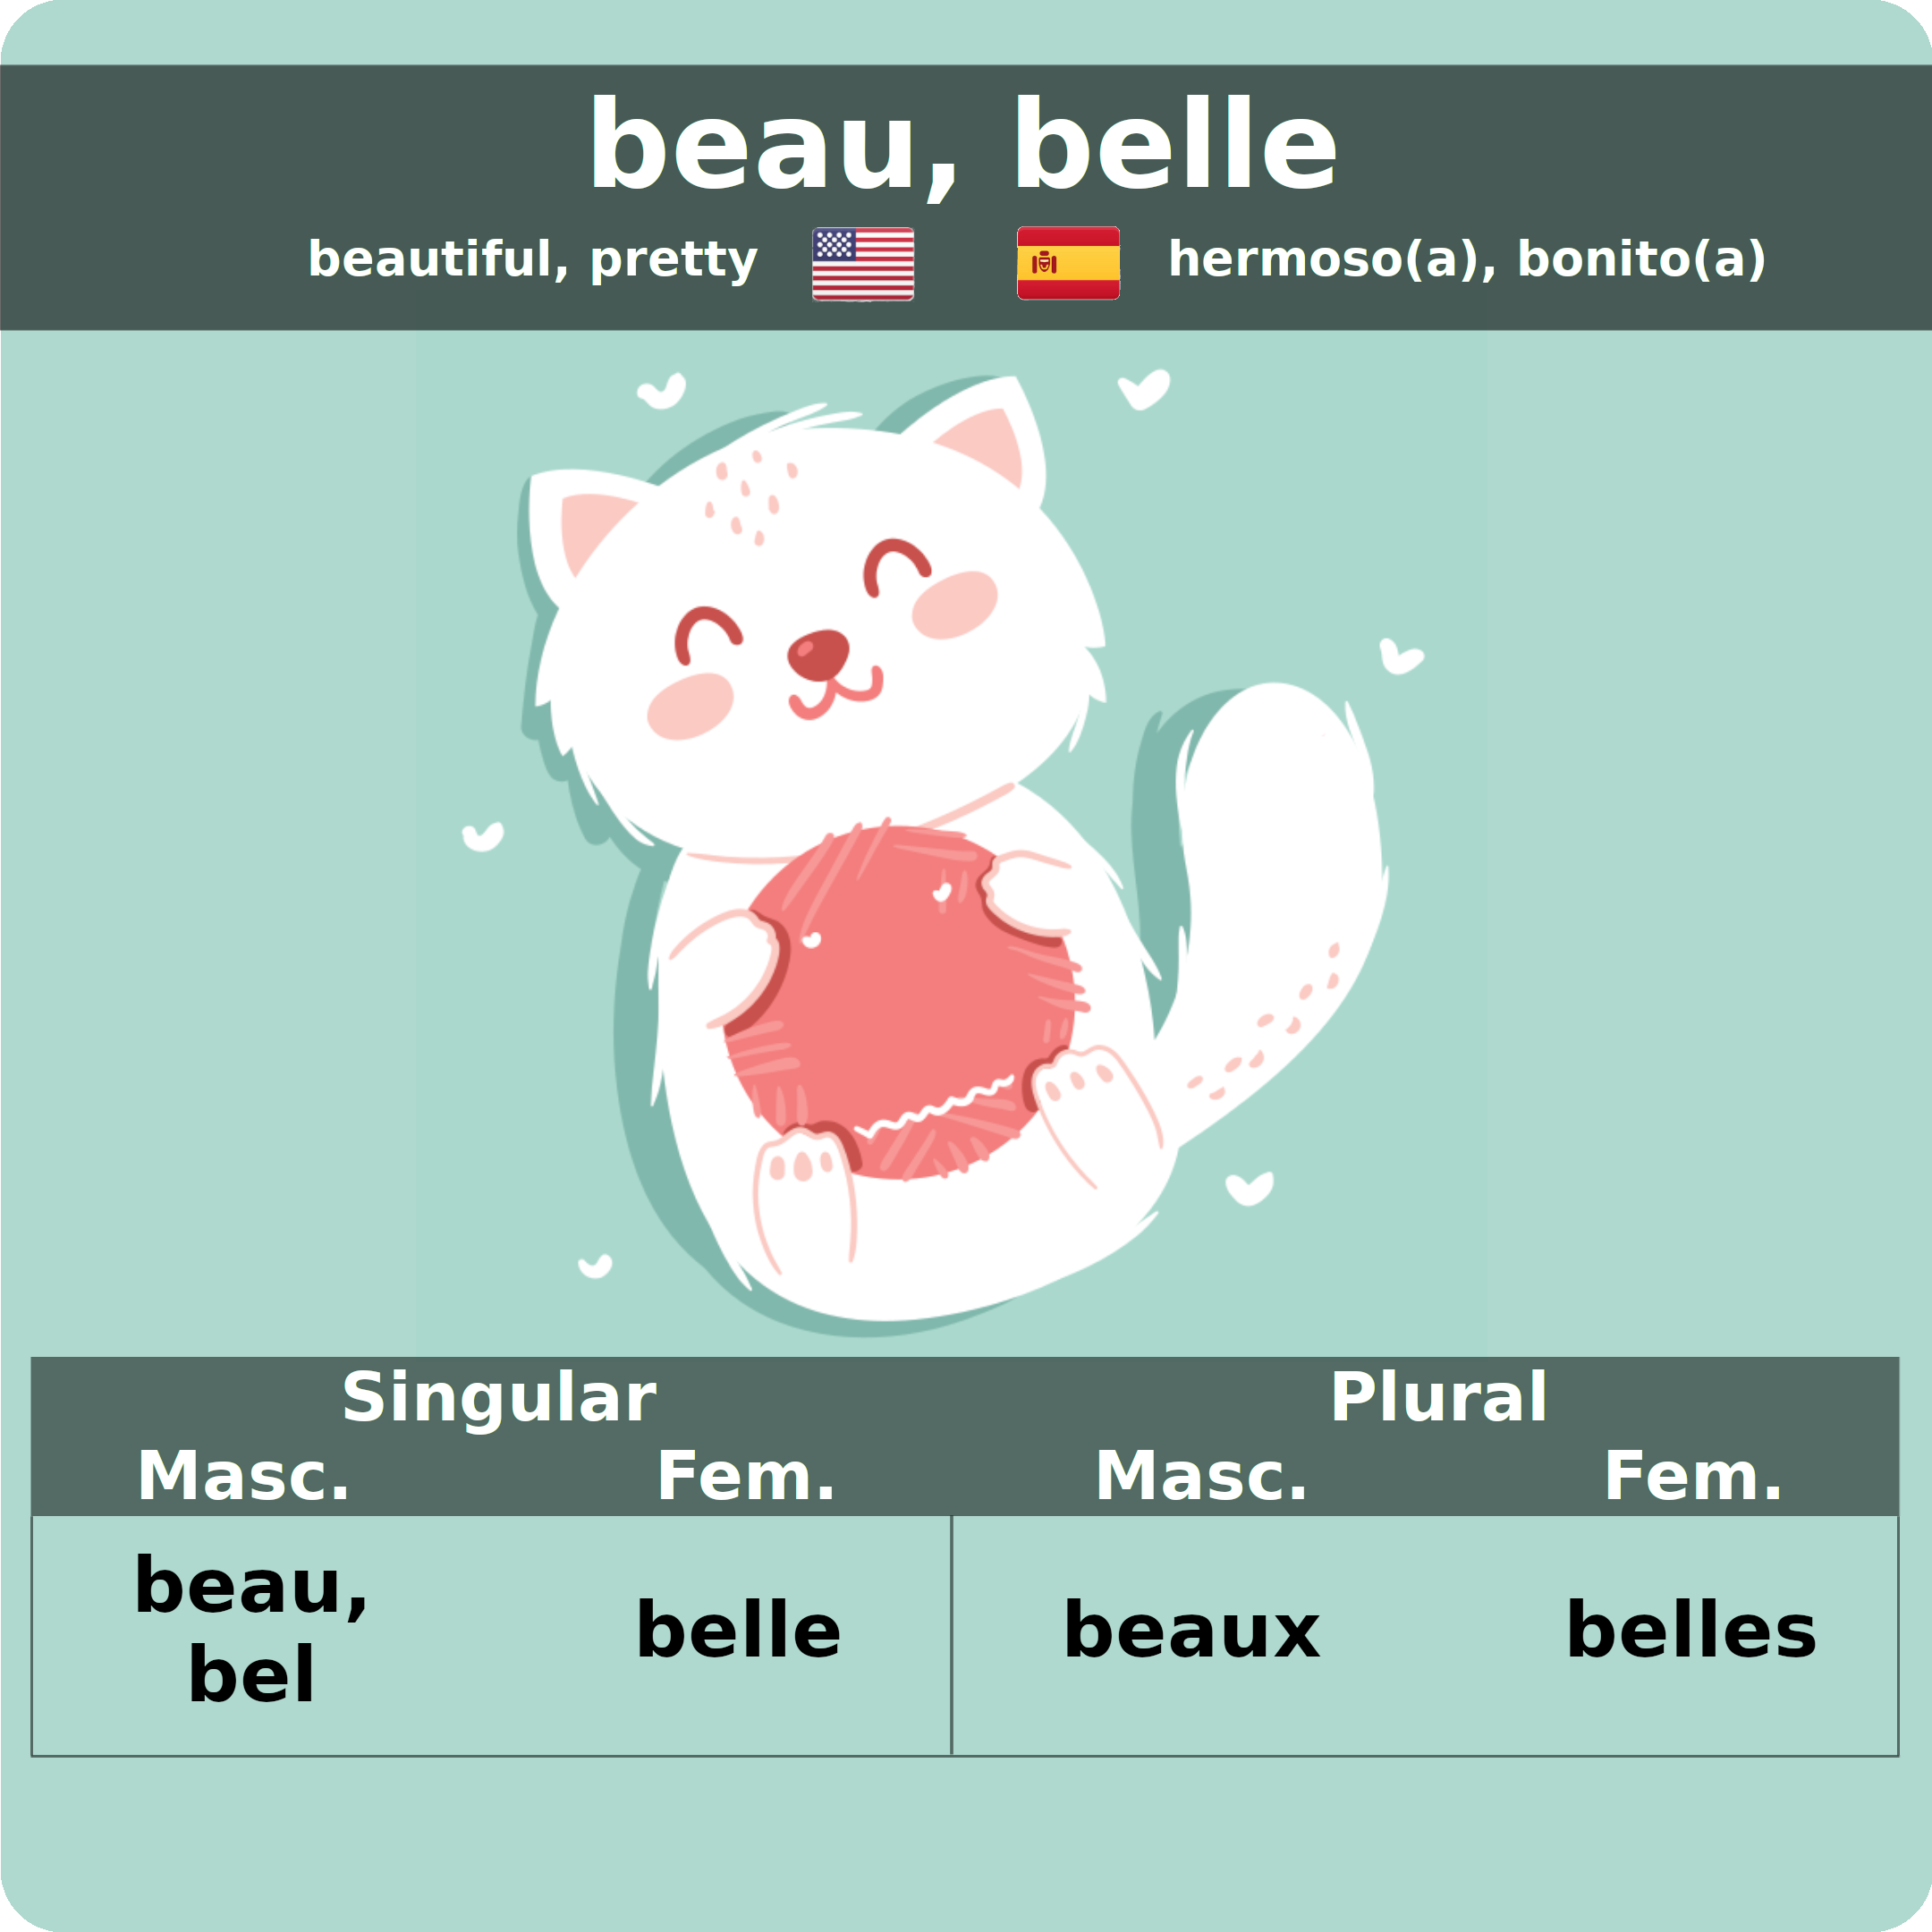 beau, belle
beautiful, pretty hermoso(a), bonito(a)
Singular Plural
Masc. Fem. Masc. Fem.
beau,
bel
belle
beaux
belles